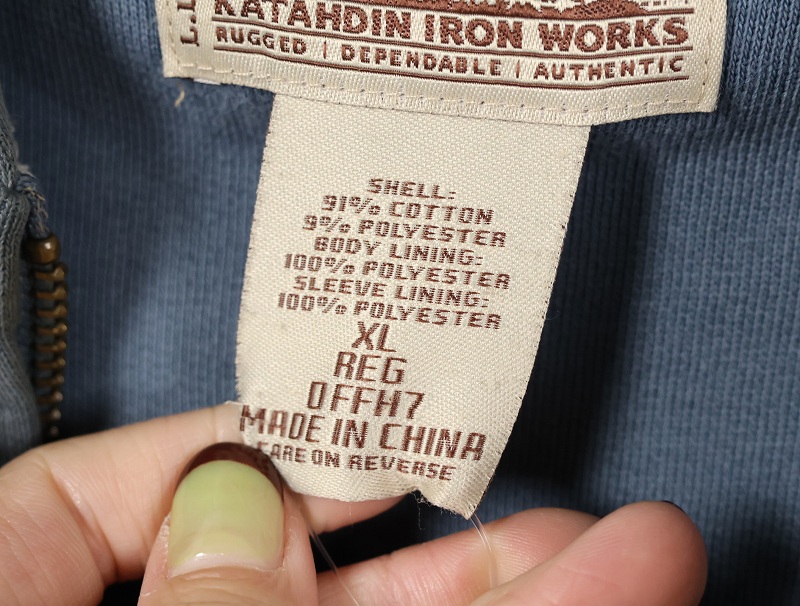 L.L.
KATAHDIN IRON WORKS
RUGGED | DEPENDABLE | AUTHENTIC
SHELL:
91% COTTON
9% POLYESTER
BODY LINING:
100% POLYESTER
SLEEVE LINING:
100% POLYESTER
XL
REG
0FFH7
MADE IN CHINA
CARE ON REVERSE